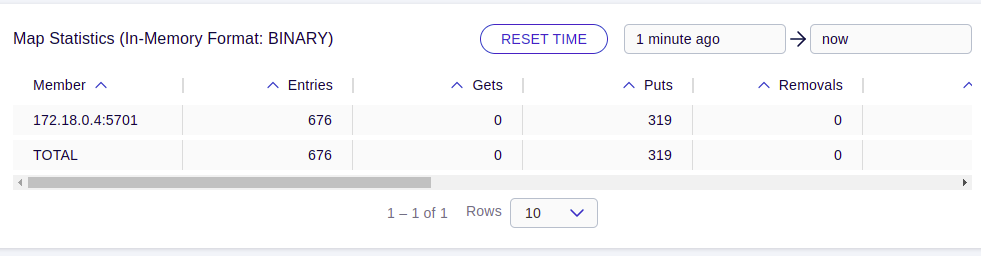 Map Statistics (In-Memory Format: BINARY) RESET TIME 1 minute ago now
Member Entries Gets Puts Removals
172.18.0.4:5701 676 0 319 0
TOTAL 676 0 319 0
1 – 1 of 1 Rows 10